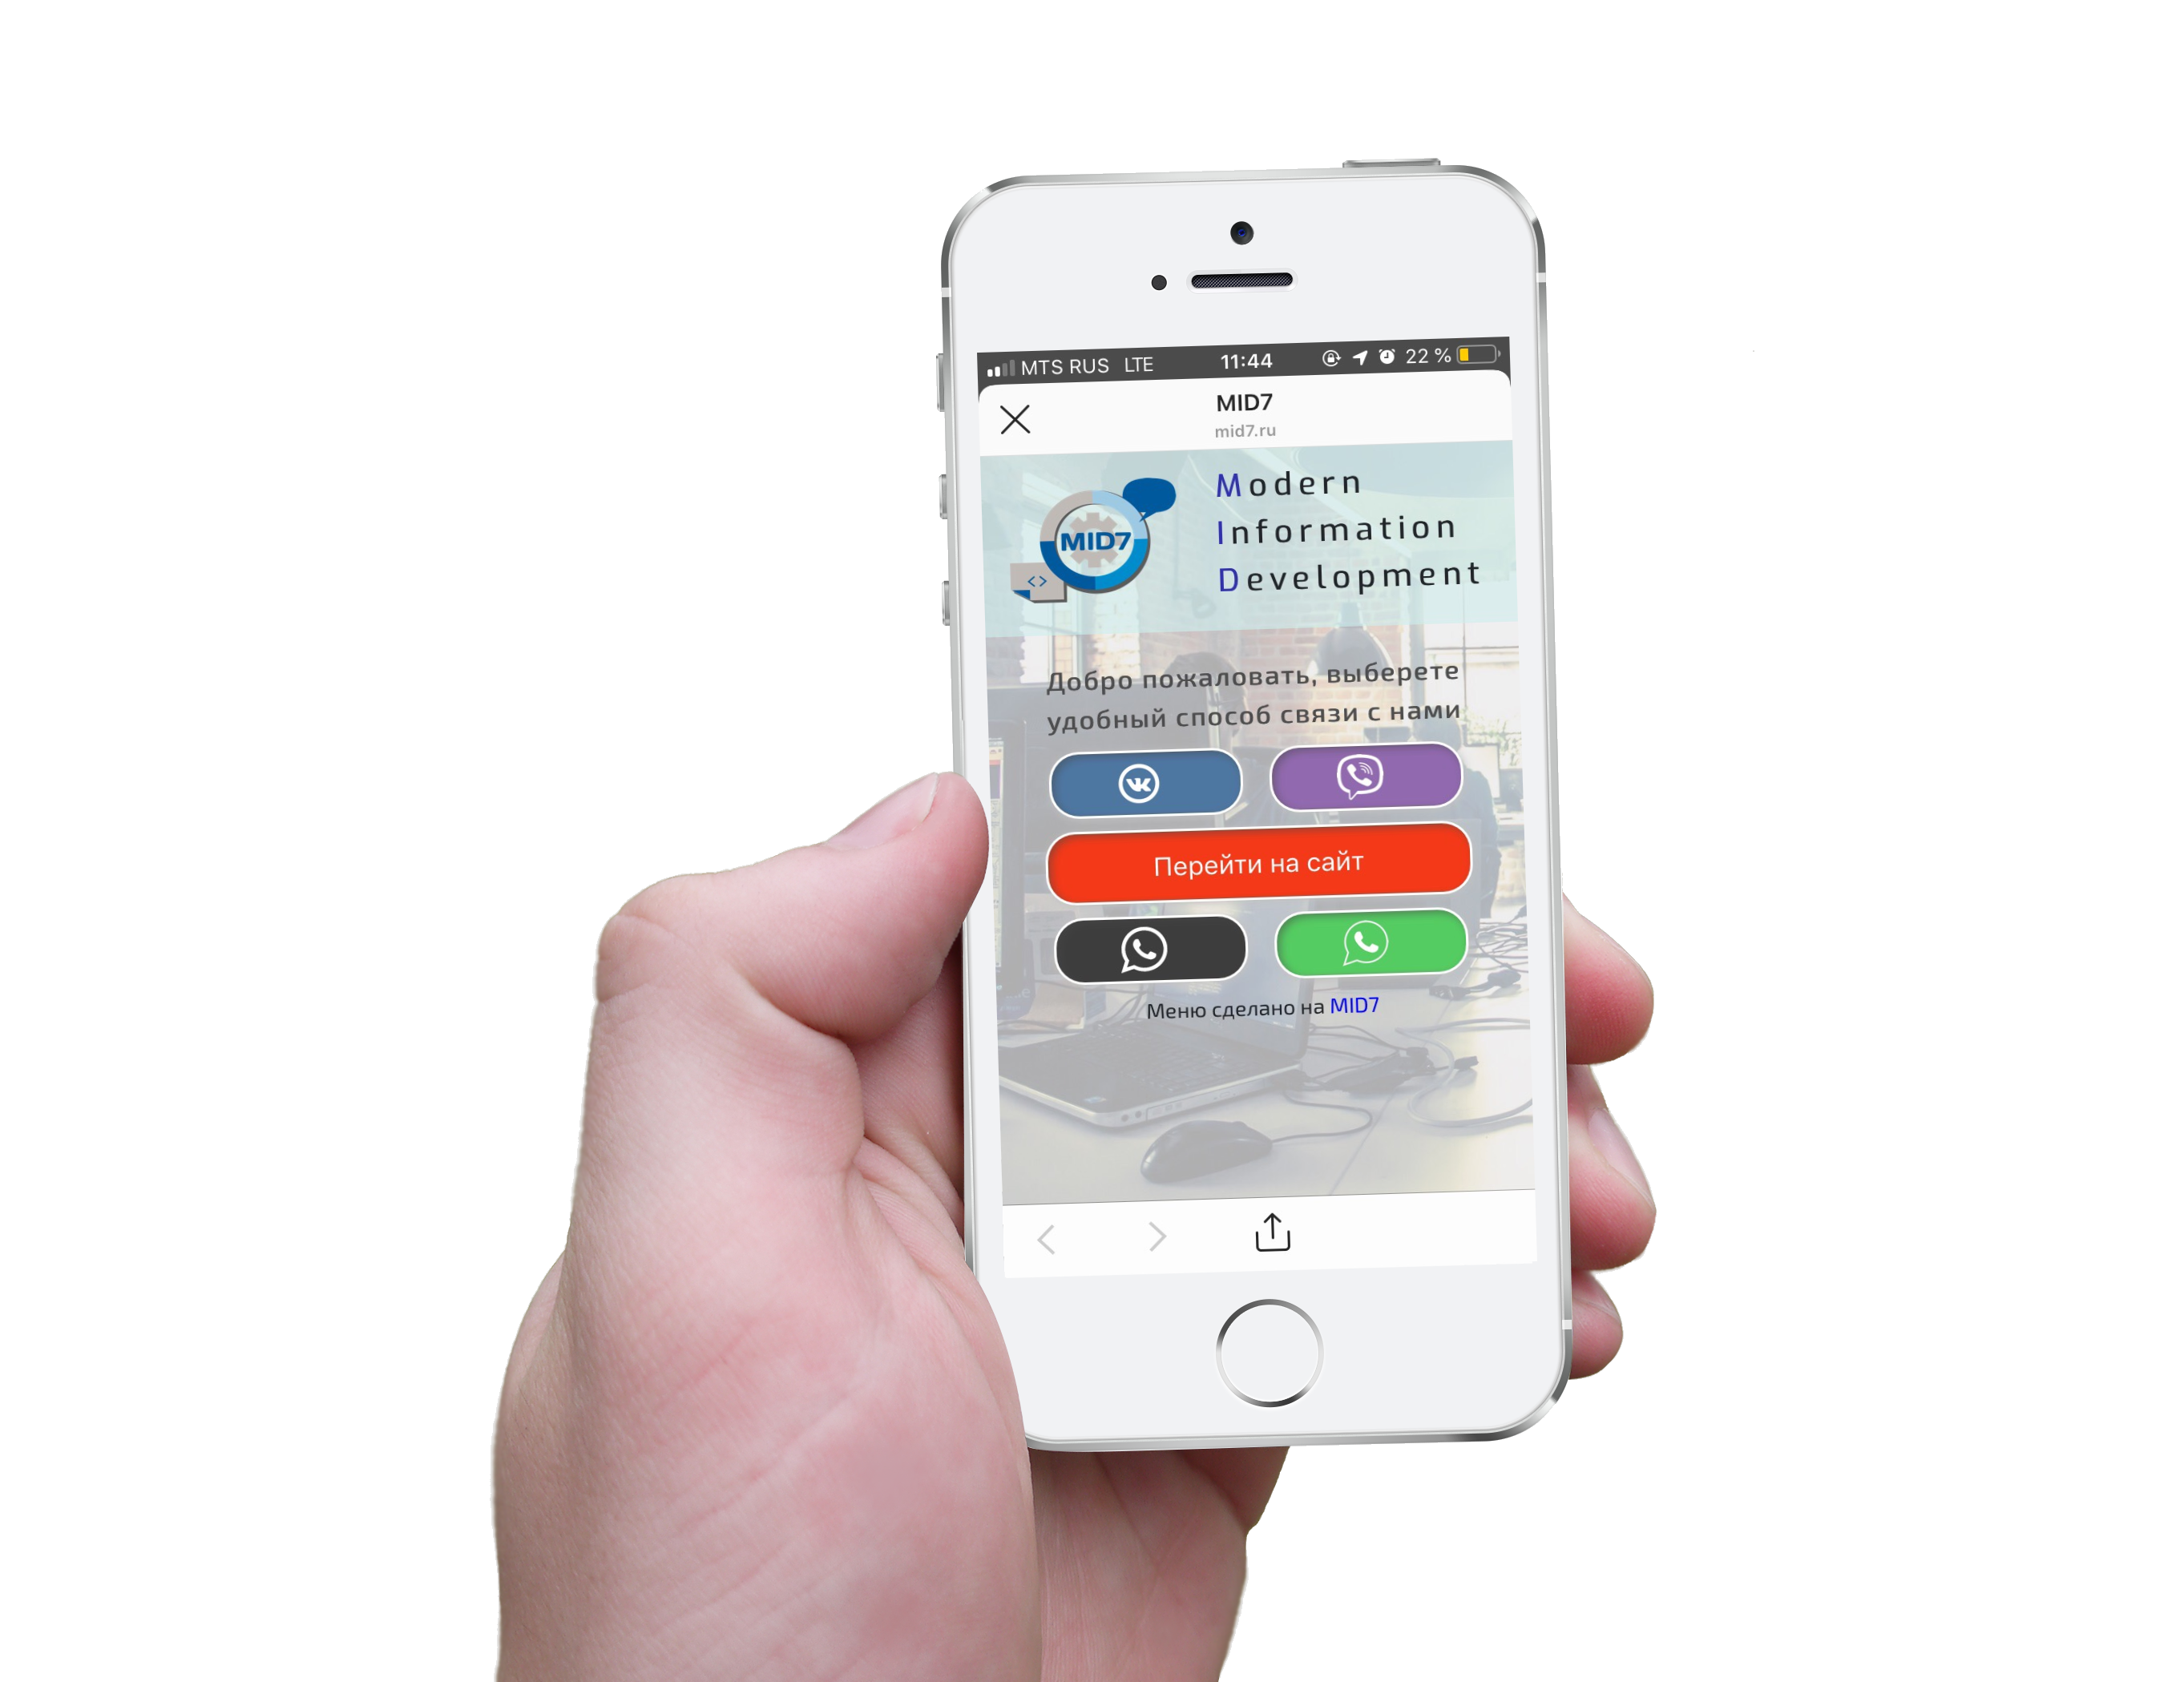 MTS RUS LTE 11:44 22 %
MID7
mid7.ru
MID7
<>
Modern
Information
Development
Добро пожаловать, выберете
удобный способ связи с нами
Перейти на сайт
Меню сделано на MID7